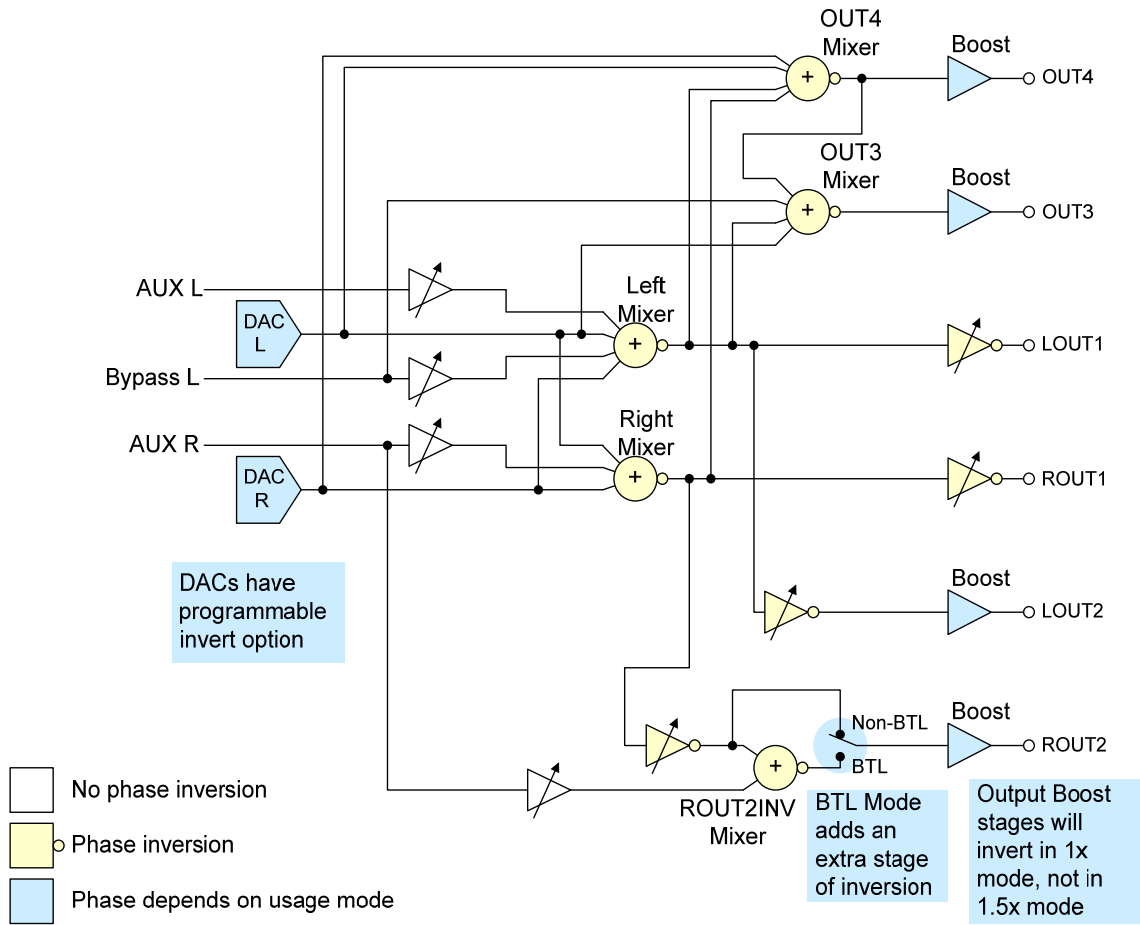 OUT4
Mixer
Boost
+
OUT4
OUT3
Mixer
Boost
+
OUT3
AUX L
Left
Mixer
DAC
L
+
LOUT1
Bypass L
AUX R
Right
Mixer
DAC
R
+
ROUT1
DACs have
programmable
invert option
Boost
LOUT2
Non-BTL
Boost
ROUT2
+
BTL
ROUT2INV
Mixer
BTL Mode
adds an
extra stage
of inversion
Output Boost
stages will
invert in 1x
mode, not in
1.5x mode
No phase inversion
Phase inversion
Phase depends on usage mode